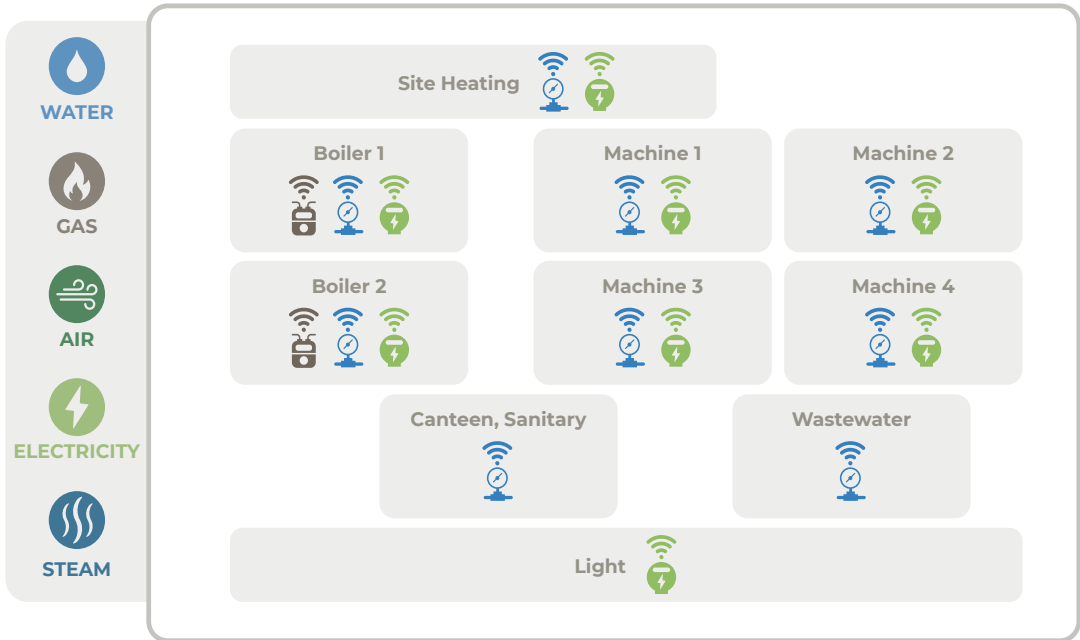 WATER
GAS
AIR
ELECTRICITY
STEAM
Site Heating
Boiler 1
Machine 1
Machine 2
Boiler 2
Machine 3
Machine 4
Canteen, Sanitary
Wastewater
Light